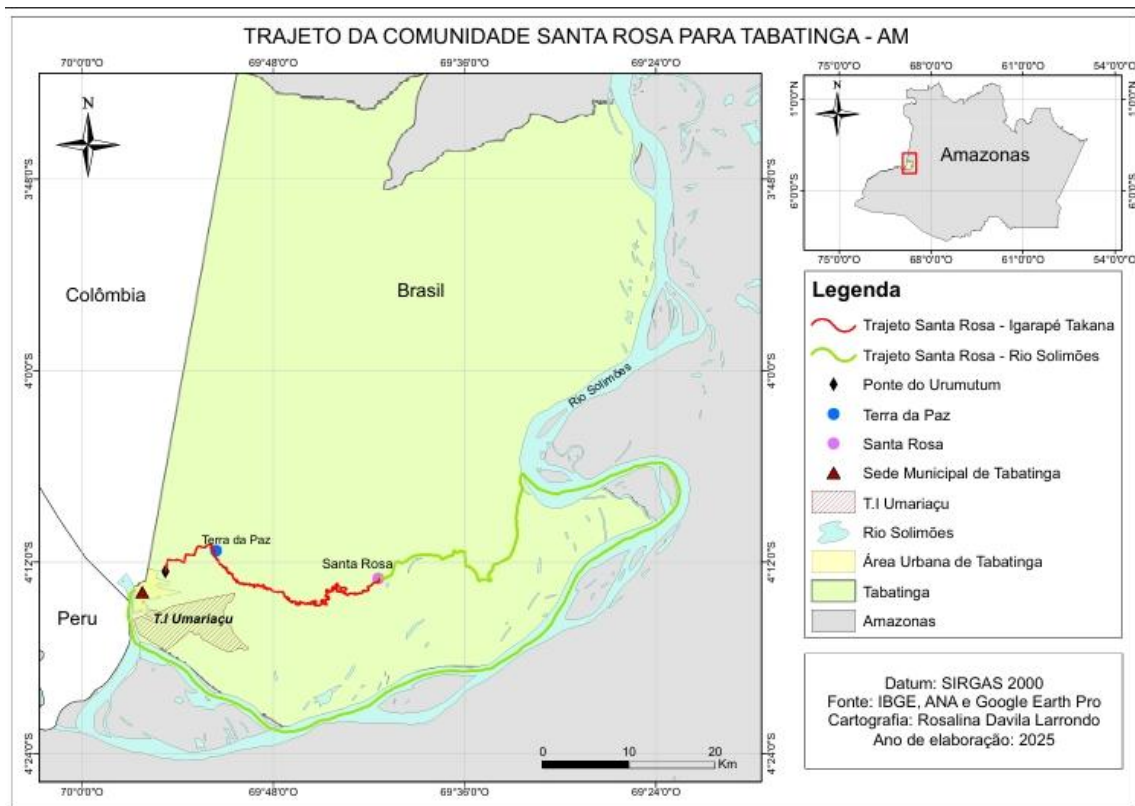 TRAJETO DA COMUNIDADE SANTA ROSA PARA TABATINGA - AM
70°0'0"O
69°48'0"O
69°36'0"O
69°24'0"O
N
3°48'0"S
4°0'0"S
4°12'0"S
4°24'0"S
Colômbia
Brasil
Rio Solimões
Terra da Paz
Santa Rosa
Peru
T.I Umariaçu
0 10 20
Km
3°48'0"S
4°0'0"S
4°12'0"S
4°24'0"S
70°0'0"O
69°48'0"O
69°36'0"O
69°24'0"O
75°0'0"O
68°0'0"O
61°0'0"O
54°0'0"O
N
1°0'0"S
6°0'0"S
Amazonas
1°0'0"S
6°0'0"S
75°0'0"O
68°0'0"O
61°0'0"O
54°0'0"O
Legenda
Trajeto Santa Rosa - Igarapé Takana
Trajeto Santa Rosa - Rio Solimões
Ponte do Urumutum
Terra da Paz
Santa Rosa
Sede Municipal de Tabatinga
T.I Umariaçu
Rio Solimões
Área Urbana de Tabatinga
Tabatinga
Amazonas
Datum: SIRGAS 2000
Fonte: IBGE, ANA e Google Earth Pro
Cartografia: Rosalina Davila Larrondo
Ano de elaboração: 2025